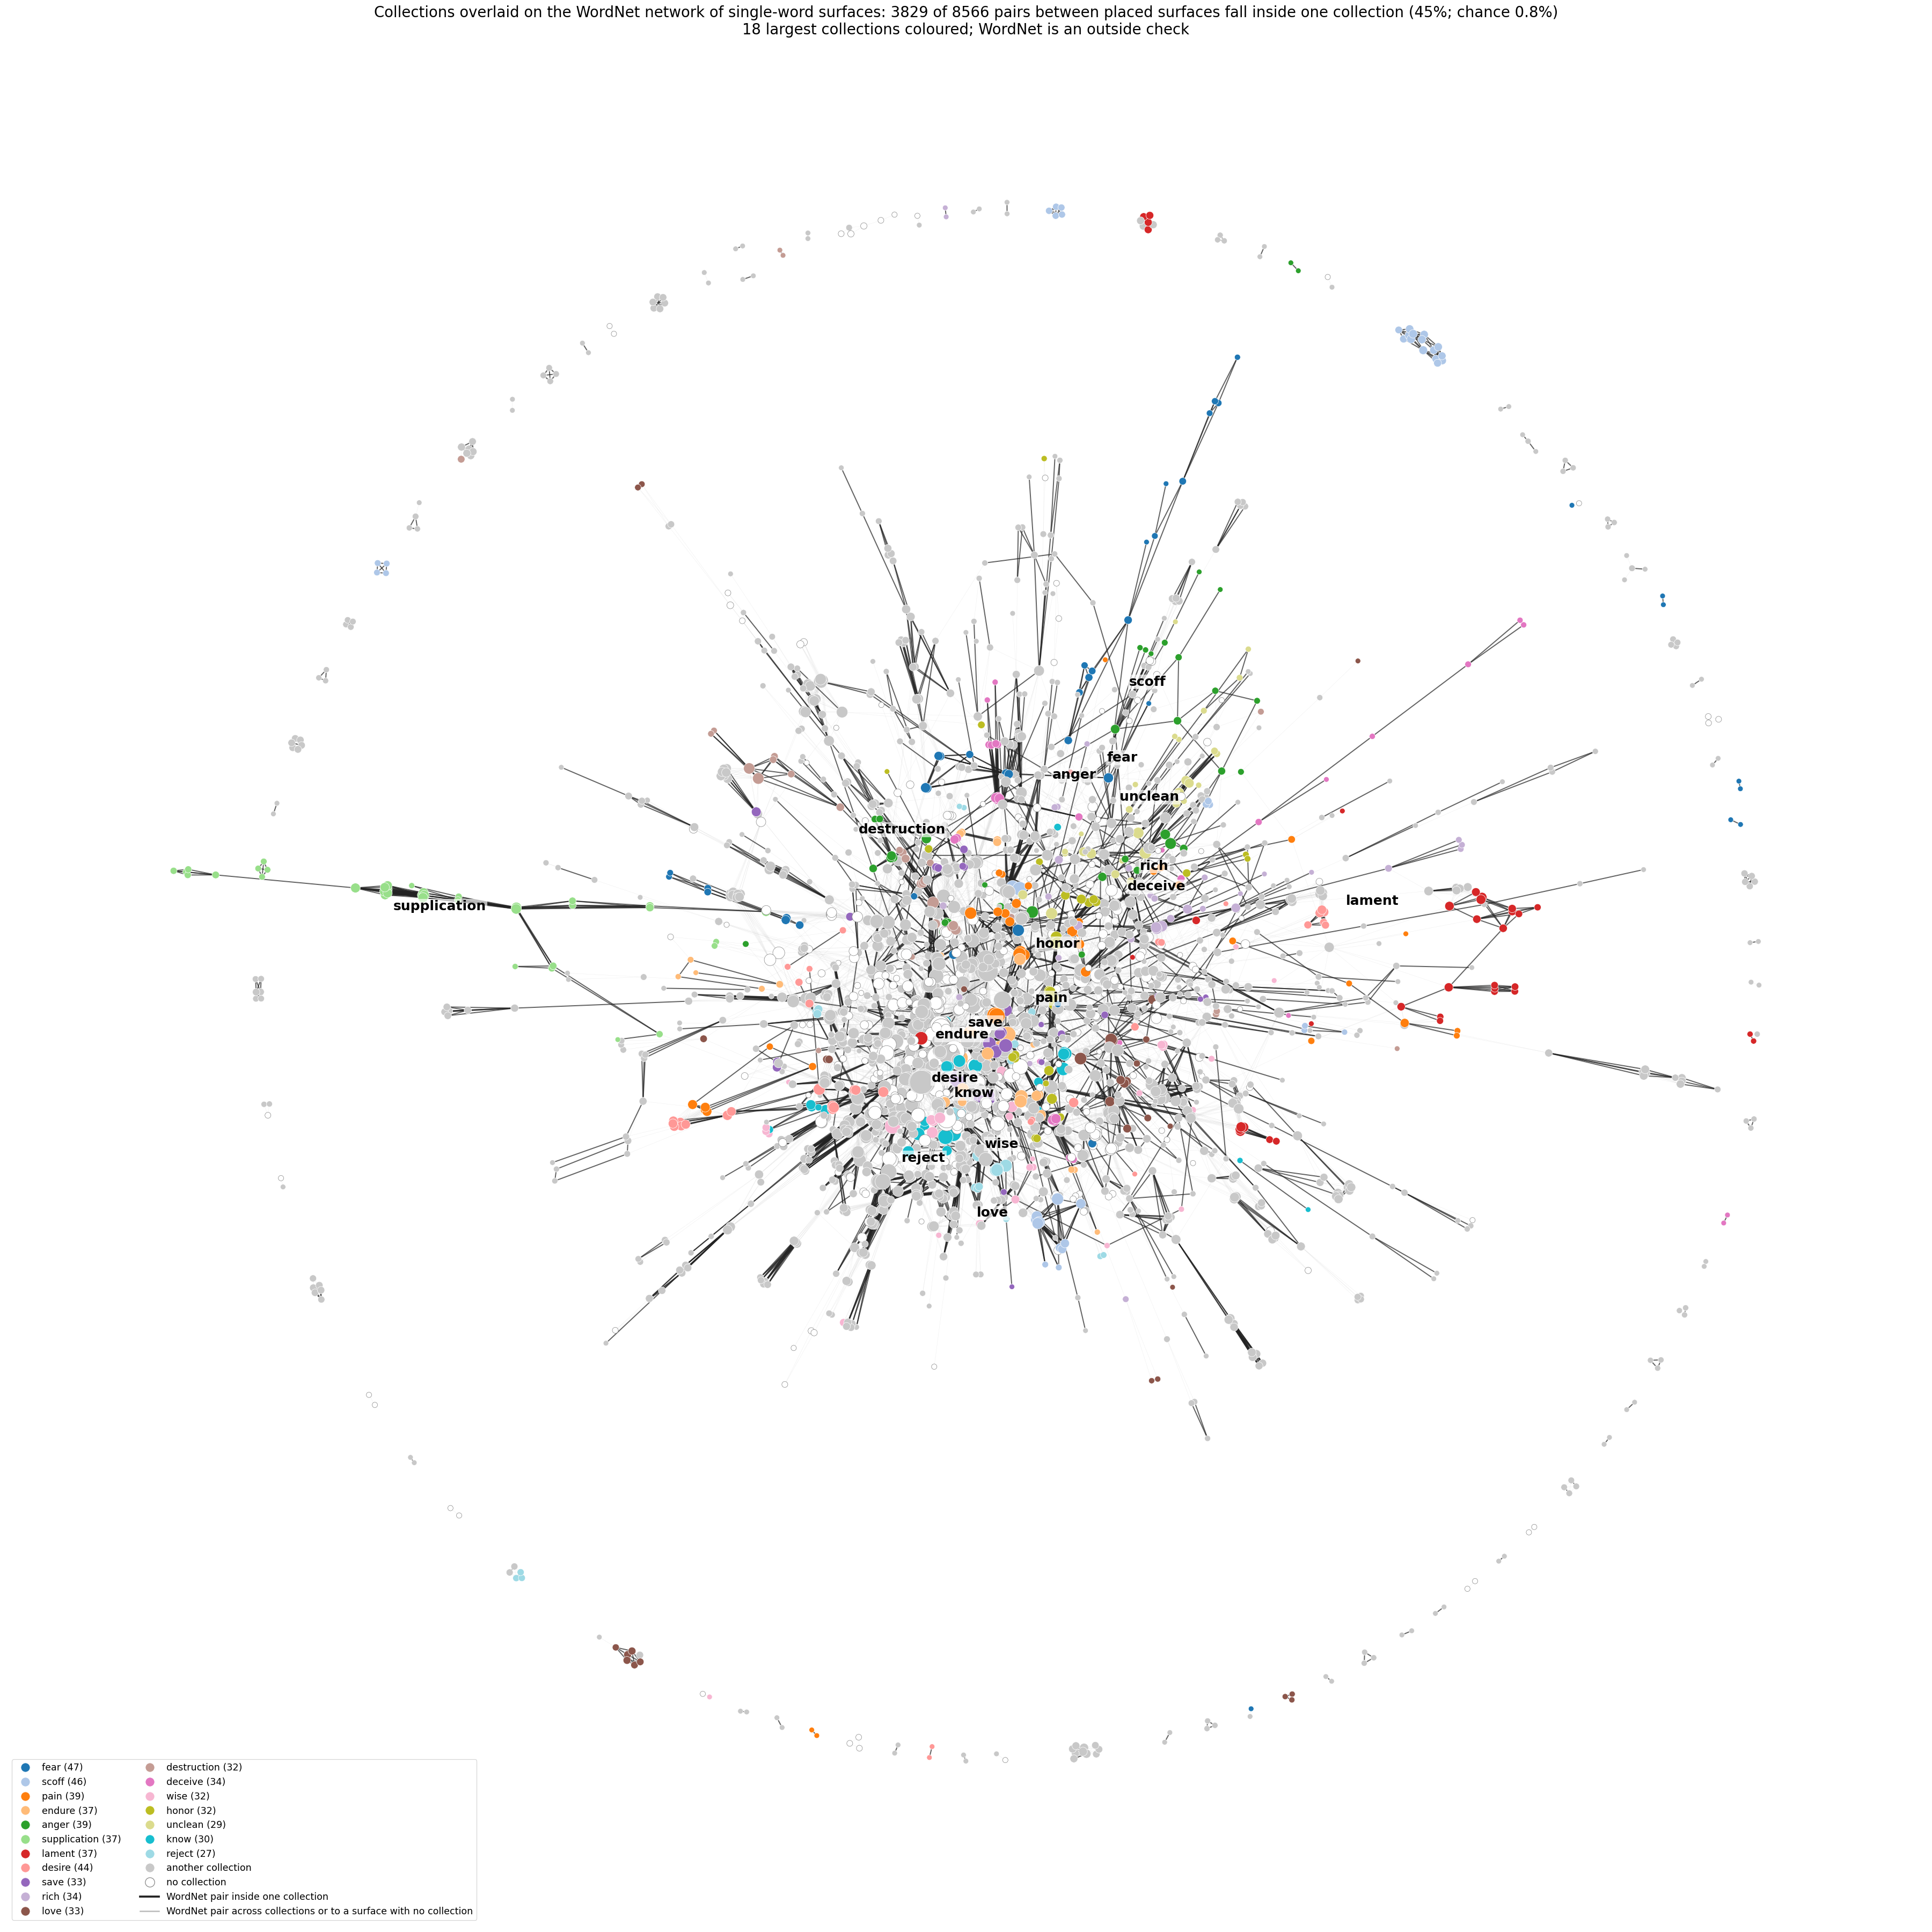 Collections overlaid on the WordNet network of single-word surfaces: 3829 of 8566 pairs between placed surfaces fall inside one collection (45%; chance 0.8%)
18 largest collections coloured; WordNet is an outside check
scoff
fear
anger
unclean
destruction
rich
deceive
lament
supplication
honor
pain
save
endure
desire
know
wise
reject
love
fear (47)
scoff (46)
pain (39)
endure (37)
anger (39)
supplication (37)
lament (37)
desire (44)
save (33)
rich (34)
love (33)
destruction (32)
deceive (34)
wise (32)
honor (32)
unclean (29)
know (30)
reject (27)
another collection
no collection
WordNet pair inside one collection
WordNet pair across collections or to a surface with no collection